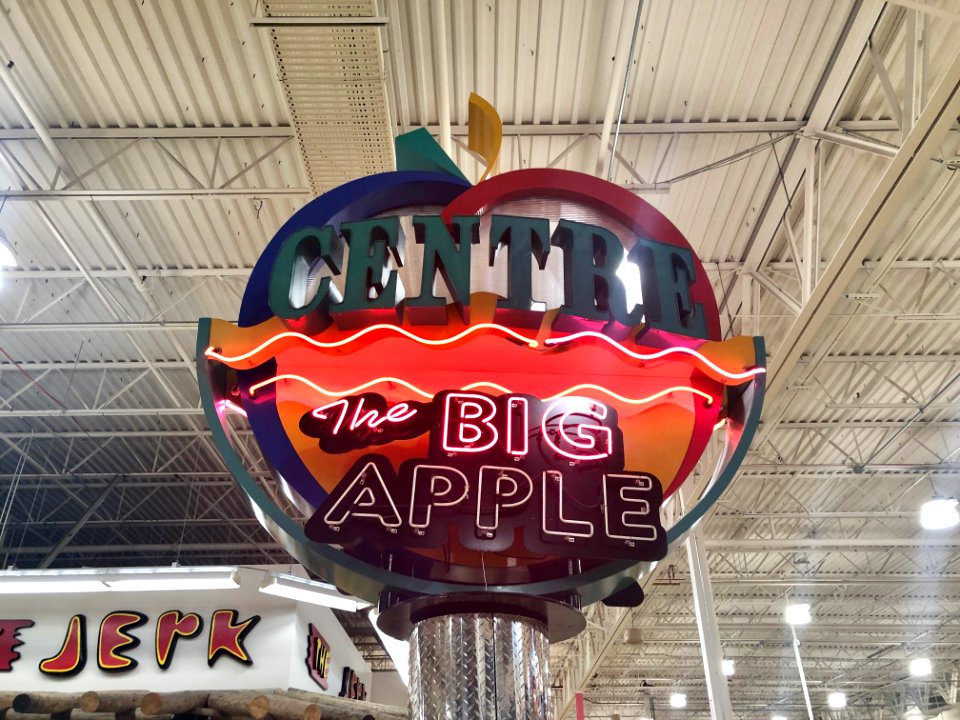 CENTRE
The BIG
APPLE
JERK